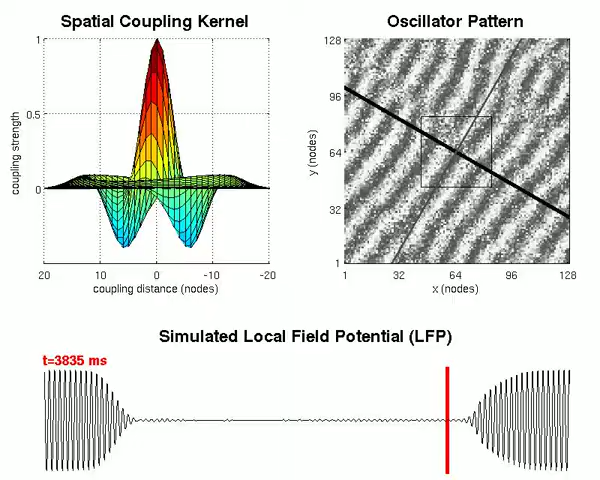 Spatial Coupling Kernel
1
0.5
0
coupling strength
20 10 0 -10 -20
coupling distance (nodes)
Oscillator Pattern
128
96
64
32
1
y (nodes)
1 32 64 96 128
x (nodes)
Simulated Local Field Potential (LFP)
t=3835 ms